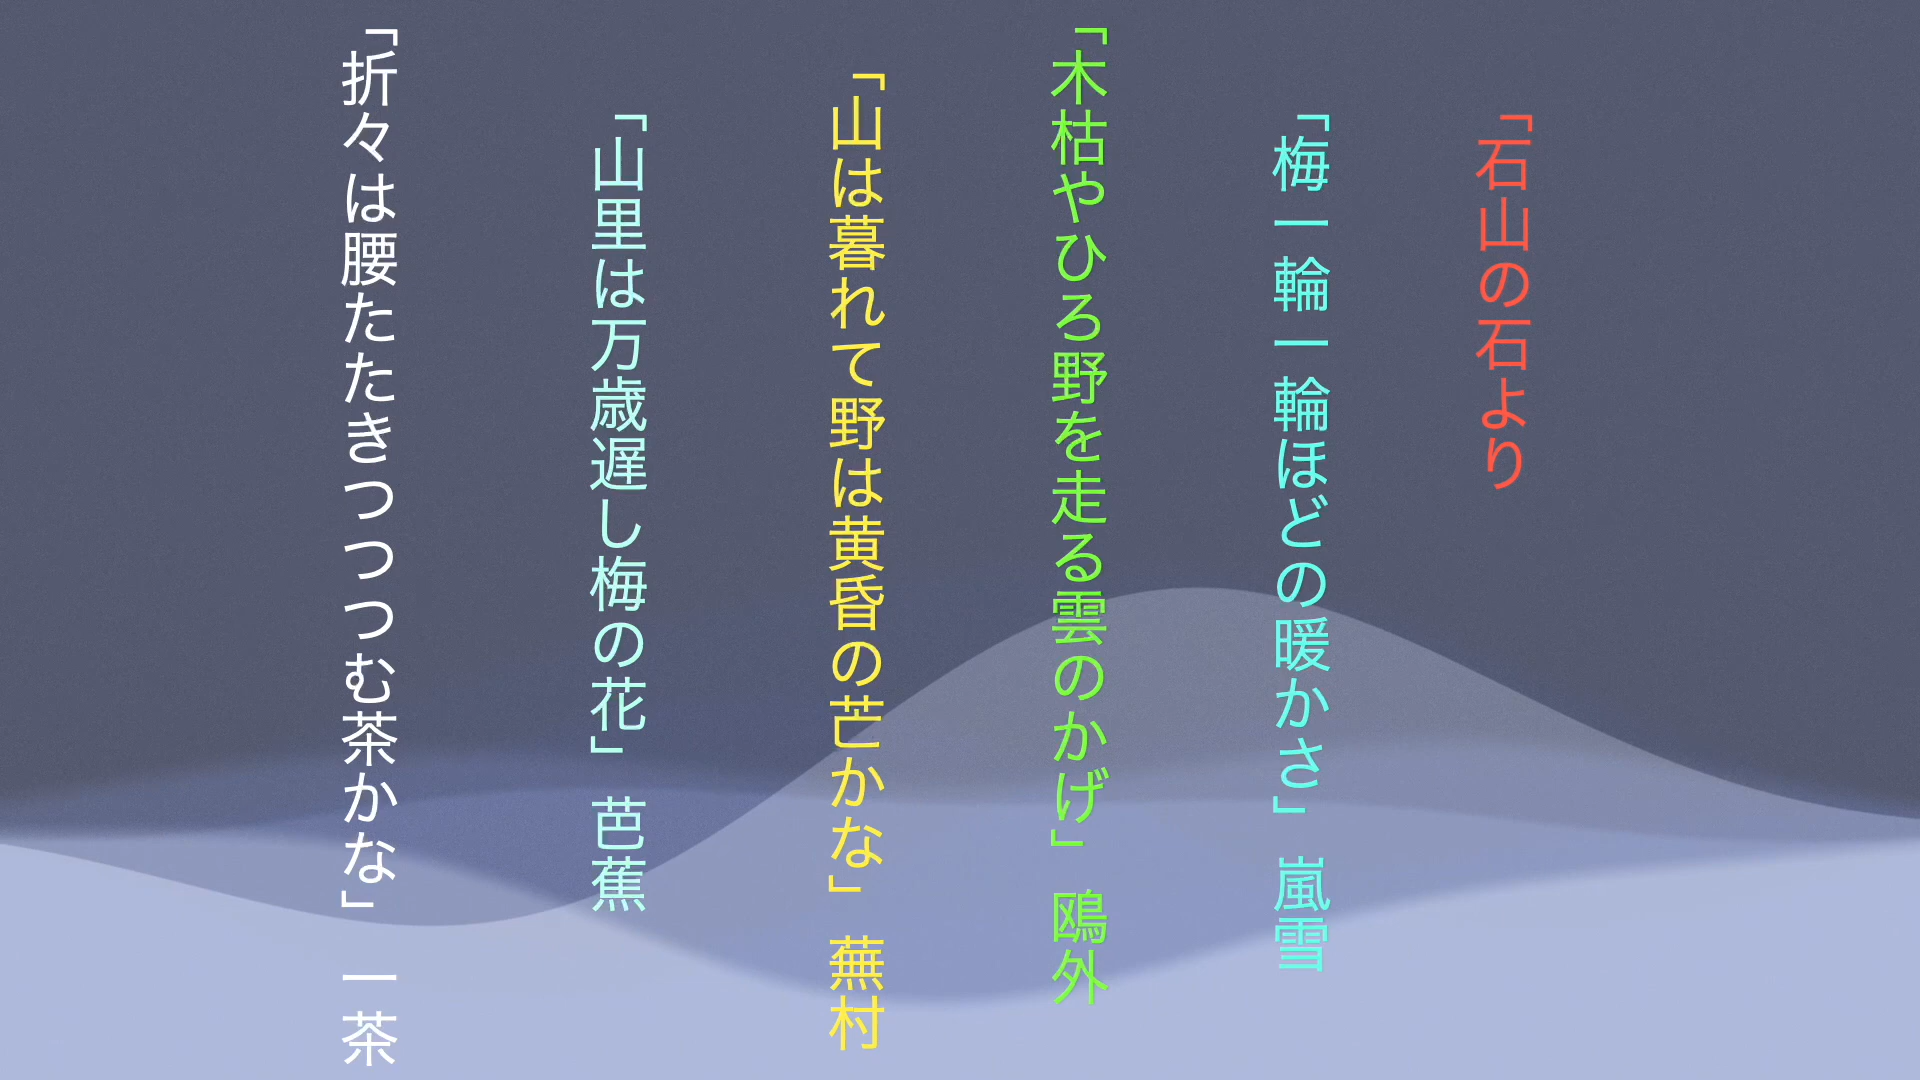 「石山の石より
「梅一輪一輪ほどの暖かさ」 嵐雪
「木枯やひろ野を走る雲のかげ」 鴎外
「山は暮れて野は黄昏の芒かな」 蕪村
「山里は万歳遅し梅の花」 芭蕉
「折々は腰たたきつつつむ茶かな」 一茶